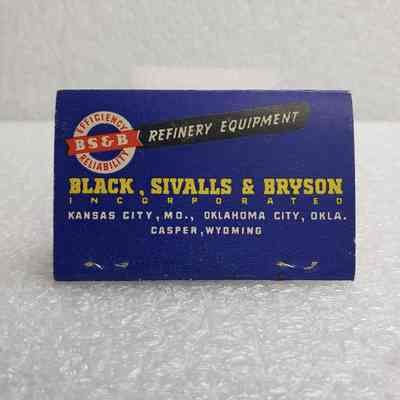 EFFICIENCY
BS&B
RELIABILITY
REFINERY EQUIPMENT
BLACK, SIVALLS & BRYSON
INCORPORATED
KANSAS CITY, MO., OKLAHOMA CITY, OKLA.
CASPER, WYOMING